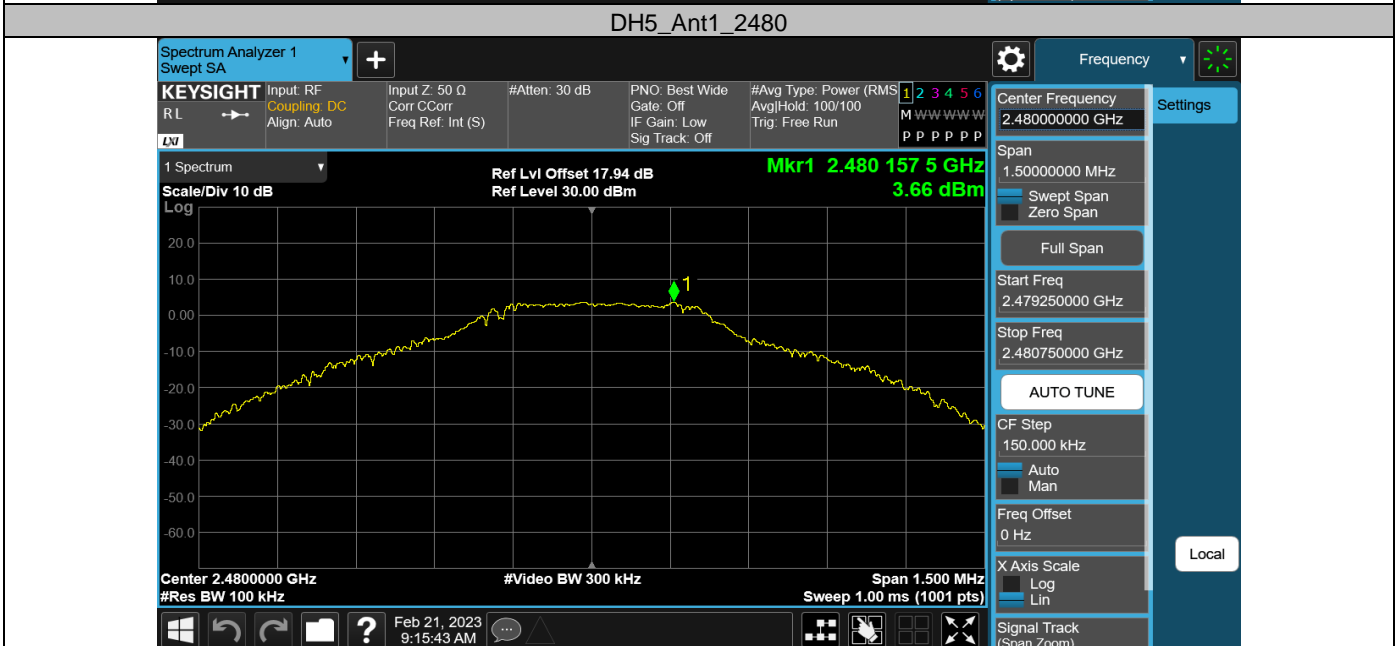 DH5_Ant1_2480
Spectrum Analyzer 1
Swept SA
Frequency
KEYSIGHT
RL
LXI
Input: RF
Coupling: DC
Align: Auto
Input Z: 50 Ω
Corr CCorr
Freq Ref: Int (S)
#Atten: 30 dB
PNO: Best Wide
Gate: Off
IF Gain: Low
Sig Track: Off
#Avg Type: Power (RMS
Avg|Hold: 100/100
Trig: Free Run
1 2 3 4 5 6
M W W W W W
P P P P P P
1 Spectrum
Scale/Div 10 dB
Ref Lvl Offset 17.94 dB
Ref Level 30.00 dBm
Mkr1 2.480 157 5 GHz
3.66 dBm
Log
20.0
10.0
0.00
-10.0
-20.0
-30.0
-40.0
-50.0
-60.0
1
Center 2.4800000 GHz
#Res BW 100 kHz
#Video BW 300 kHz
Span 1.500 MHz
Sweep 1.00 ms (1001 pts)
Feb 21, 2023
9:15:43 AM
Center Frequency
2.480000000 GHz
Span
1.50000000 MHz
Swept Span
Zero Span
Full Span
Start Freq
2.479250000 GHz
Stop Freq
2.480750000 GHz
AUTO TUNE
CF Step
150.000 kHz
Auto
Man
Freq Offset
0 Hz
X Axis Scale
Log
Lin
Signal Track
(Span Zoom)
Settings
Local